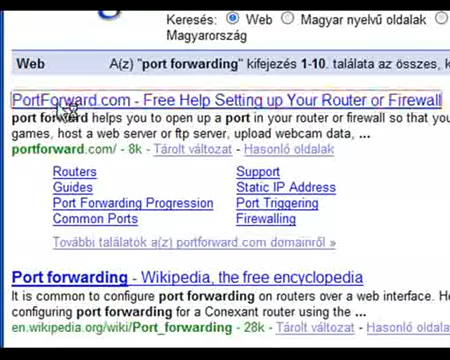 Keresés: Web Magyar nyelvű oldalak
Magyarország
Web A(z) "port forwarding" kifejezés 1-10. találata az összes,
PortForward.com - Free Help Setting up Your Router or Firewall
port forward helps you to open up a port in your router or firewall so that you
games, host a web server or ftp server, upload webcam data, ...
portforward.com/ - 8k - Tárolt változat - Hasonló oldalak
Routers Support
Guides Static IP Address
Port Forwarding Progression Port Triggering
Common Ports Firewalling
További találatok a(z) portforward.com domainről »
Port forwarding - Wikipedia, the free encyclopedia
It is common to configure port forwarding on routers over a web interface.
configuring port forwarding for a Conexant router using the ...
en.wikipedia.org/wiki/Port_forwarding - 28k - Tárolt változat - Hasonló